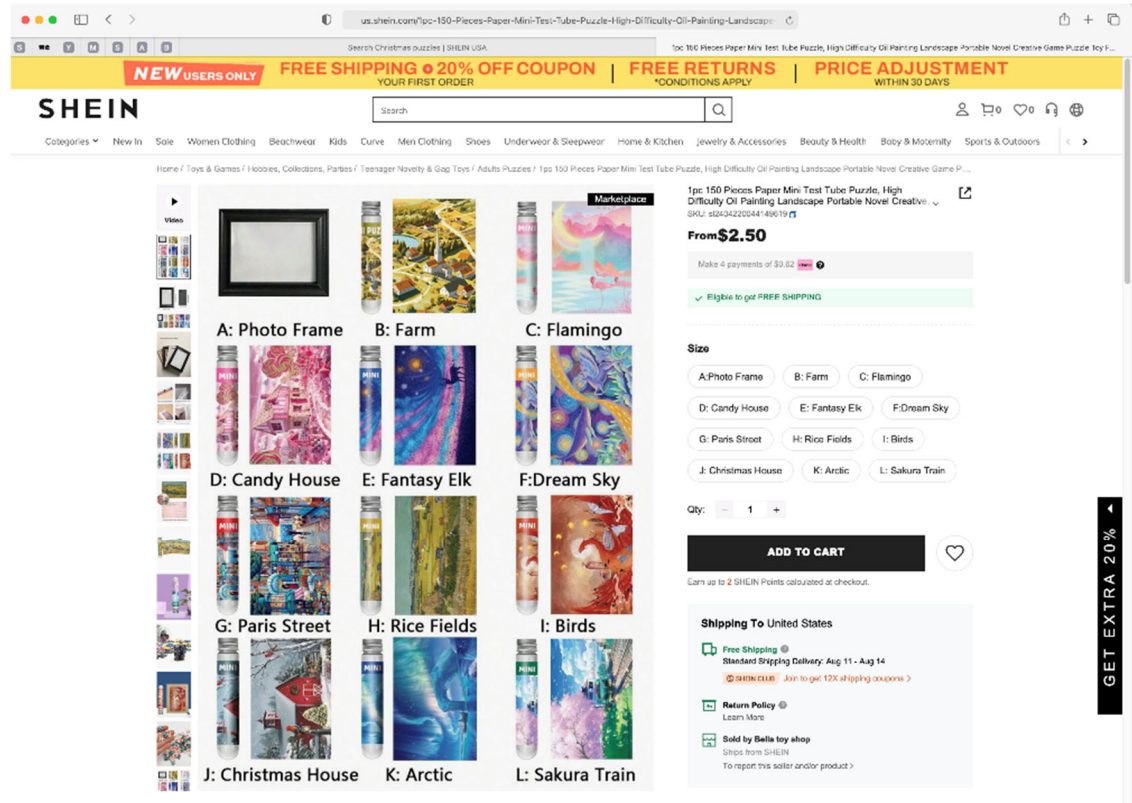 us.shein.com/1pc-150-Pieces-Paper-Mini-Test-Tube-Puzzle-High-Difficulty-Oil-Painting-Landscape-
S we Y M S A B
Search Christmas puzzles | SHEIN USA
1pc 150 Pieces Paper Mini Test Tube Puzzle, High Difficulty Oil Painting Landscape Portable Novel Creative Game Puzzle Toy F...
NEW USERS ONLY
FREE SHIPPING + 20% OFF COUPON
YOUR FIRST ORDER
FREE RETURNS
*CONDITIONS APPLY
PRICE ADJUSTMENT
WITHIN 30 DAYS
SHEIN
Search
0
0
Categories
New In
Sale
Women Clothing
Beachwear
Kids
Curve
Men Clothing
Shoes
Underwear & Sleepwear
Home & Kitchen
Jewelry & Accessories
Beauty & Health
Baby & Maternity
Sports & Outdoors
Home / Toys & Games / Hobbies, Collections, Parties / Teenager Novelty & Gag Toys / Adults Puzzles / 1pc 150 Pieces Paper Mini Test Tube Puzzle, High Difficulty Oil Painting Landscape Portable Novel Creative Game P...
Video
Marketplace
MINI
A: Photo Frame
B: Farm
C: Flamingo
MINI
MINI
MINI
D: Candy House
E: Fantasy Elk
F:Dream Sky
MINI
MINI
MINI
G: Paris Street
H: Rice Fields
I: Birds
MINI
MINI
MINI
J: Christmas House
K: Arctic
L: Sakura Train
1pc 150 Pieces Paper Mini Test Tube Puzzle, High
Difficulty Oil Painting Landscape Portable Novel Creative.
SKU: sl2404220044149619
From$2.50
Make 4 payments of $0.62
Eligible to get FREE SHIPPING
Size
A:Photo Frame
B: Farm
C: Flamingo
D: Candy House
E: Fantasy Elk
F:Dream Sky
G: Paris Street
H: Rice Fields
I: Birds
J: Christmas House
K: Arctic
L: Sakura Train
Qty: − 1 +
ADD TO CART
Earn up to 2 SHEIN Points calculated at checkout.
Shipping To United States
Free Shipping
Standard Shipping Delivery: Aug 11 - Aug 14
SHEIN CLUB Join to get 12X shipping coupons >
Return Policy
Learn More
Sold by Bella toy shop
Ships from SHEIN
To report this seller and/or product >
GET EXTRA 20%